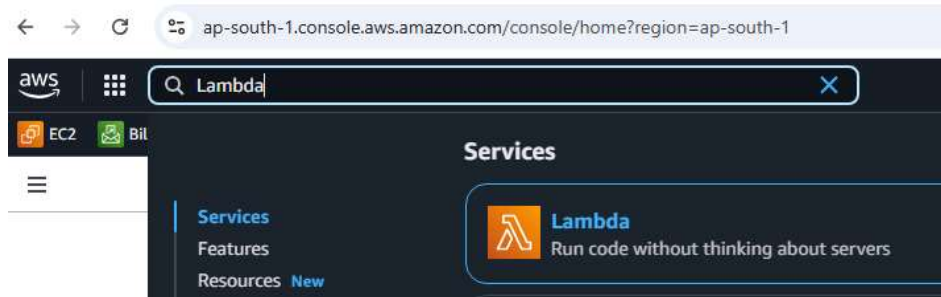 ap-south-1.console.aws.amazon.com/console/home?region=ap-south-1
aws
Lambda
EC2 Bil
Services
Services
Features
Resources New
Lambda
Run code without thinking about servers